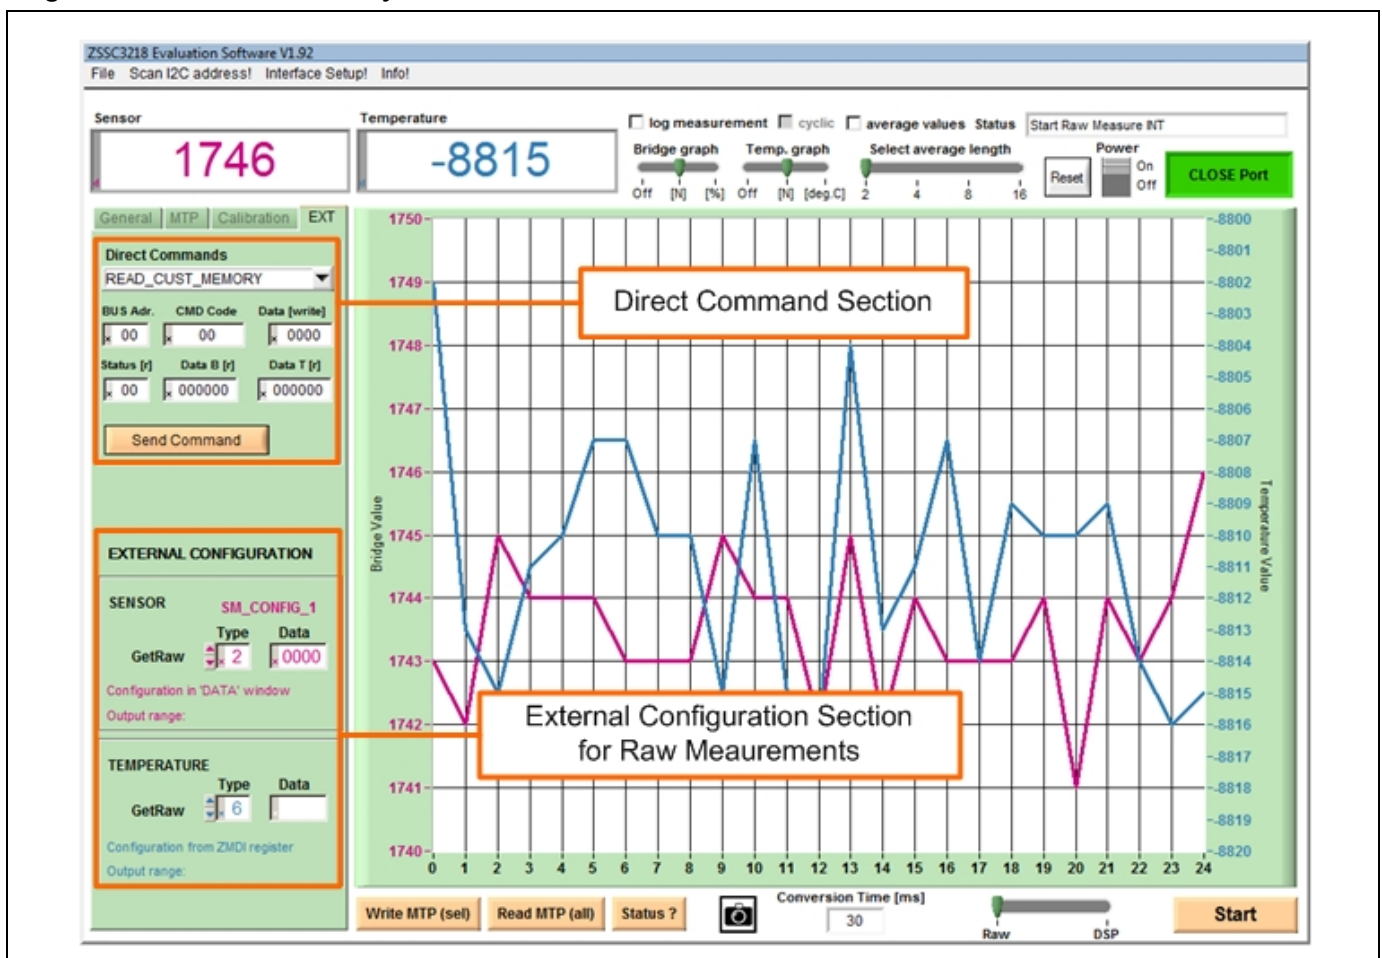 ZSSC3218 Evaluation Software V1.92
File Scan I2C address! Interface Setup! Info!
Sensor
1746
Temperature
-8815
log measurement cyclic average values Status Start Raw Measure INT
Bridge graph Temp. graph Select average length Power
Off [N] [%] Off [N] [deg.C] 2 4 8 16
Reset
On
Off
CLOSE Port
General MTP Calibration EXT
Direct Commands
READ_CUST_MEMORY
BUS Adr. CMD Code Data [write]
x 00 x 00 x 0000
Status [r] Data B [r] Data T [r]
x 00 x 000000 x 000000
Send Command
EXTERNAL CONFIGURATION
SENSOR SM_CONFIG_1
Type Data
GetRaw x 2 x 0000
Configuration in 'DATA' window
Output range:
TEMPERATURE
Type Data
GetRaw x 6
Configuration from ZMDI register
Output range:
Direct Command Section
External Configuration Section
for Raw Meaurements
Bridge Value
1750
1749
1748
1747
1746
1745
1744
1743
1742
1741
1740
0 1 2 3 4 5 6 7 8 9 10 11 12 13 14 15 16 17 18 19 20 21 22 23 24
-8800
-8801
-8802
-8803
-8804
-8805
-8806
-8807
-8808
-8809
-8810
-8811
-8812
-8813
-8814
-8815
-8816
-8817
-8818
-8819
-8820
Temperature Value
Write MTP (sel) Read MTP (all) Status ?
Conversion Time [ms]
30
Raw DSP
Start